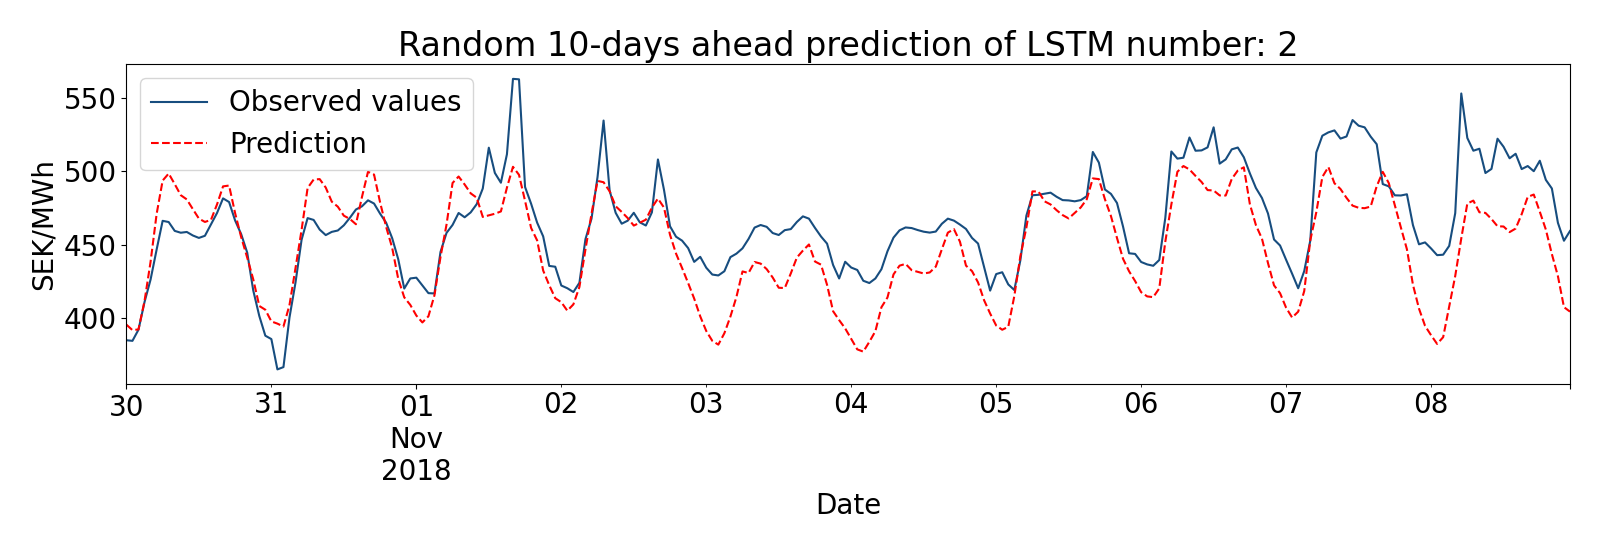 Random 10-days ahead prediction of LSTM number: 2
Observed values
Prediction
SEK/MWh
550
500
450
400
30 31 01 02 03 04 05 06 07 08
Nov
2018
Date